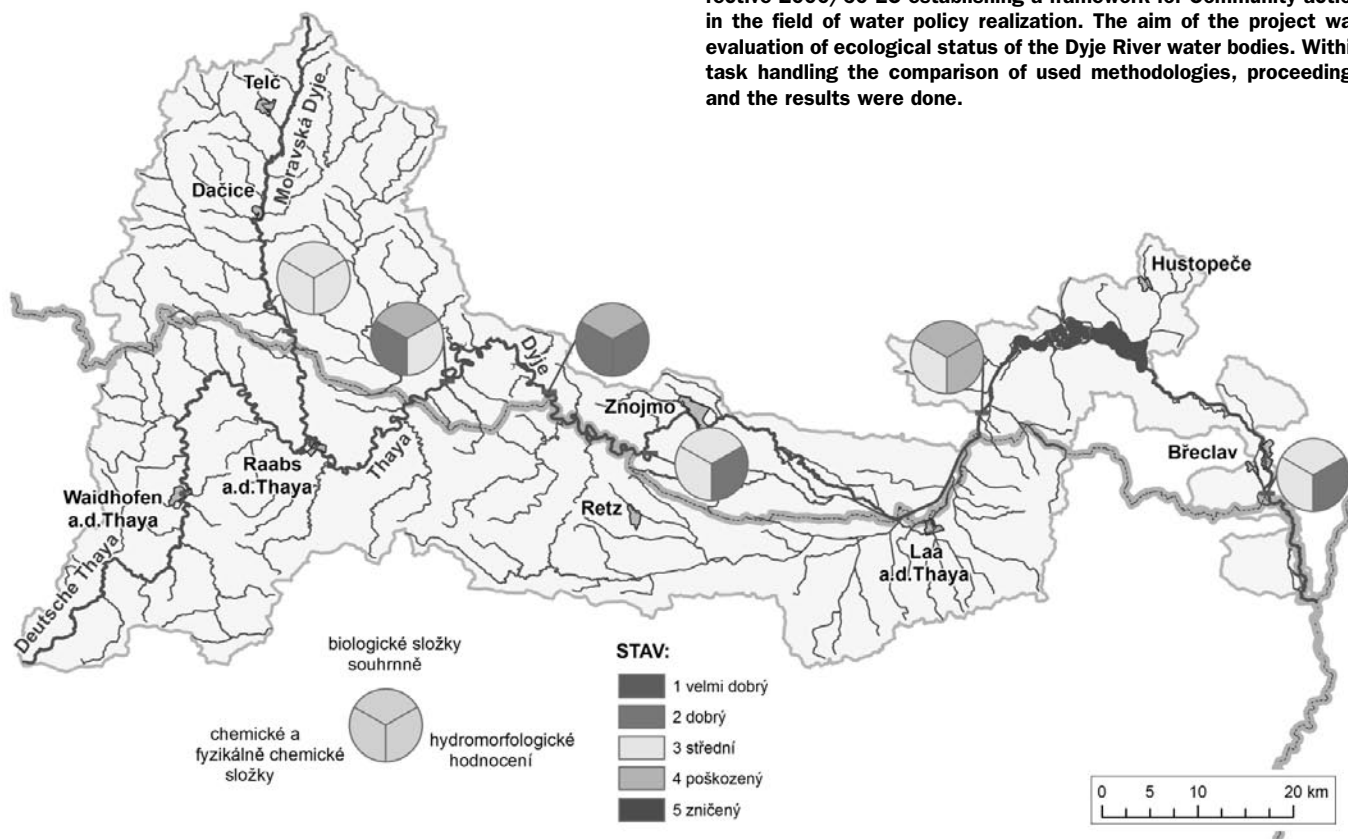 in the field of water policy realization. The aim of the project wa
evaluation of ecological status of the Dyje River water bodies. Withi
task handling the comparison of used methodologies, proceeding
and the results were done.
Telč
Moravská Dyje
Dačice
Hustopeče
Dyje
Znojmo
Thaya
Raabs
a.d.Thaya
Waidhofen
a.d.Thaya
Retz
Břeclav
Laa
a.d.Thaya
Deutsche Thaya
biologické složky
souhrnně
chemické a
fyzikálně chemické
složky
hydromorfologické
hodnocení
STAV:
1 velmi dobrý
2 dobrý
3 střední
4 poškozený
5 zničený
0 5 10 20 km